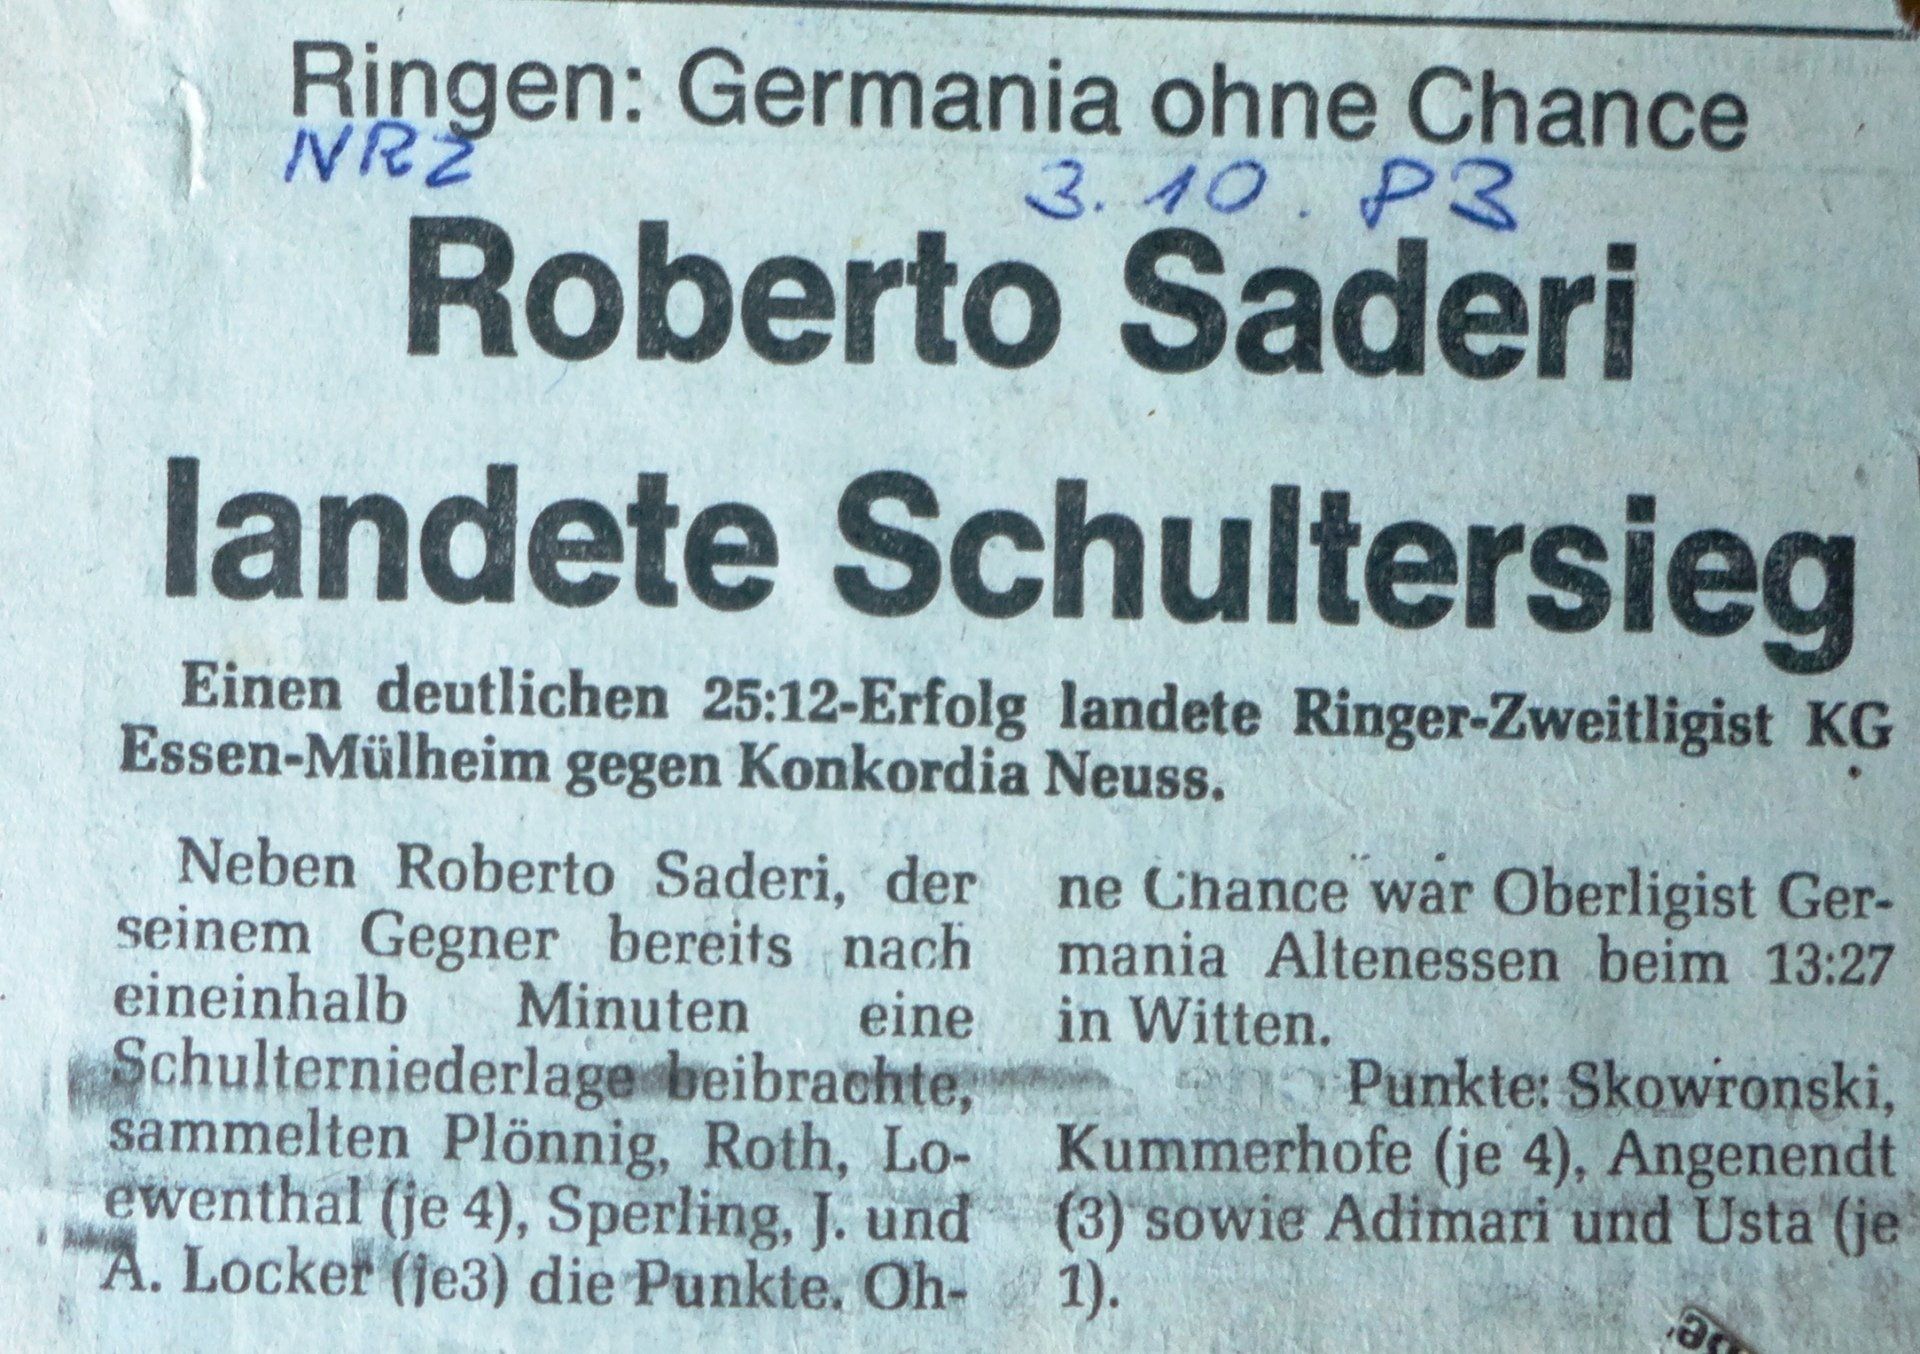 Ringen: Germania ohne Chance
NRZ 3.10.83
Roberto Saderi
landete Schultersieg
Einen deutlichen 25:12-Erfolg landete Ringer-Zweitligist KG
Essen-Mülheim gegen Konkordia Neuss.
Neben Roberto Saderi, der
seinem Gegner bereits nach
eineinhalb Minuten eine
Schulterniederlage beibrachte,
sammelten Plönnig, Roth, Lo-
ewenthal (je 4), Sperling, J. und
A. Locker (je3) die Punkte. Oh-
ne Chance war Oberligist Ger-
mania Altenessen beim 13:27
in Witten.
Punkte: Skowronski,
Kummerhofe (je 4), Angenendt
(3) sowie Adimari und Usta (je
1).